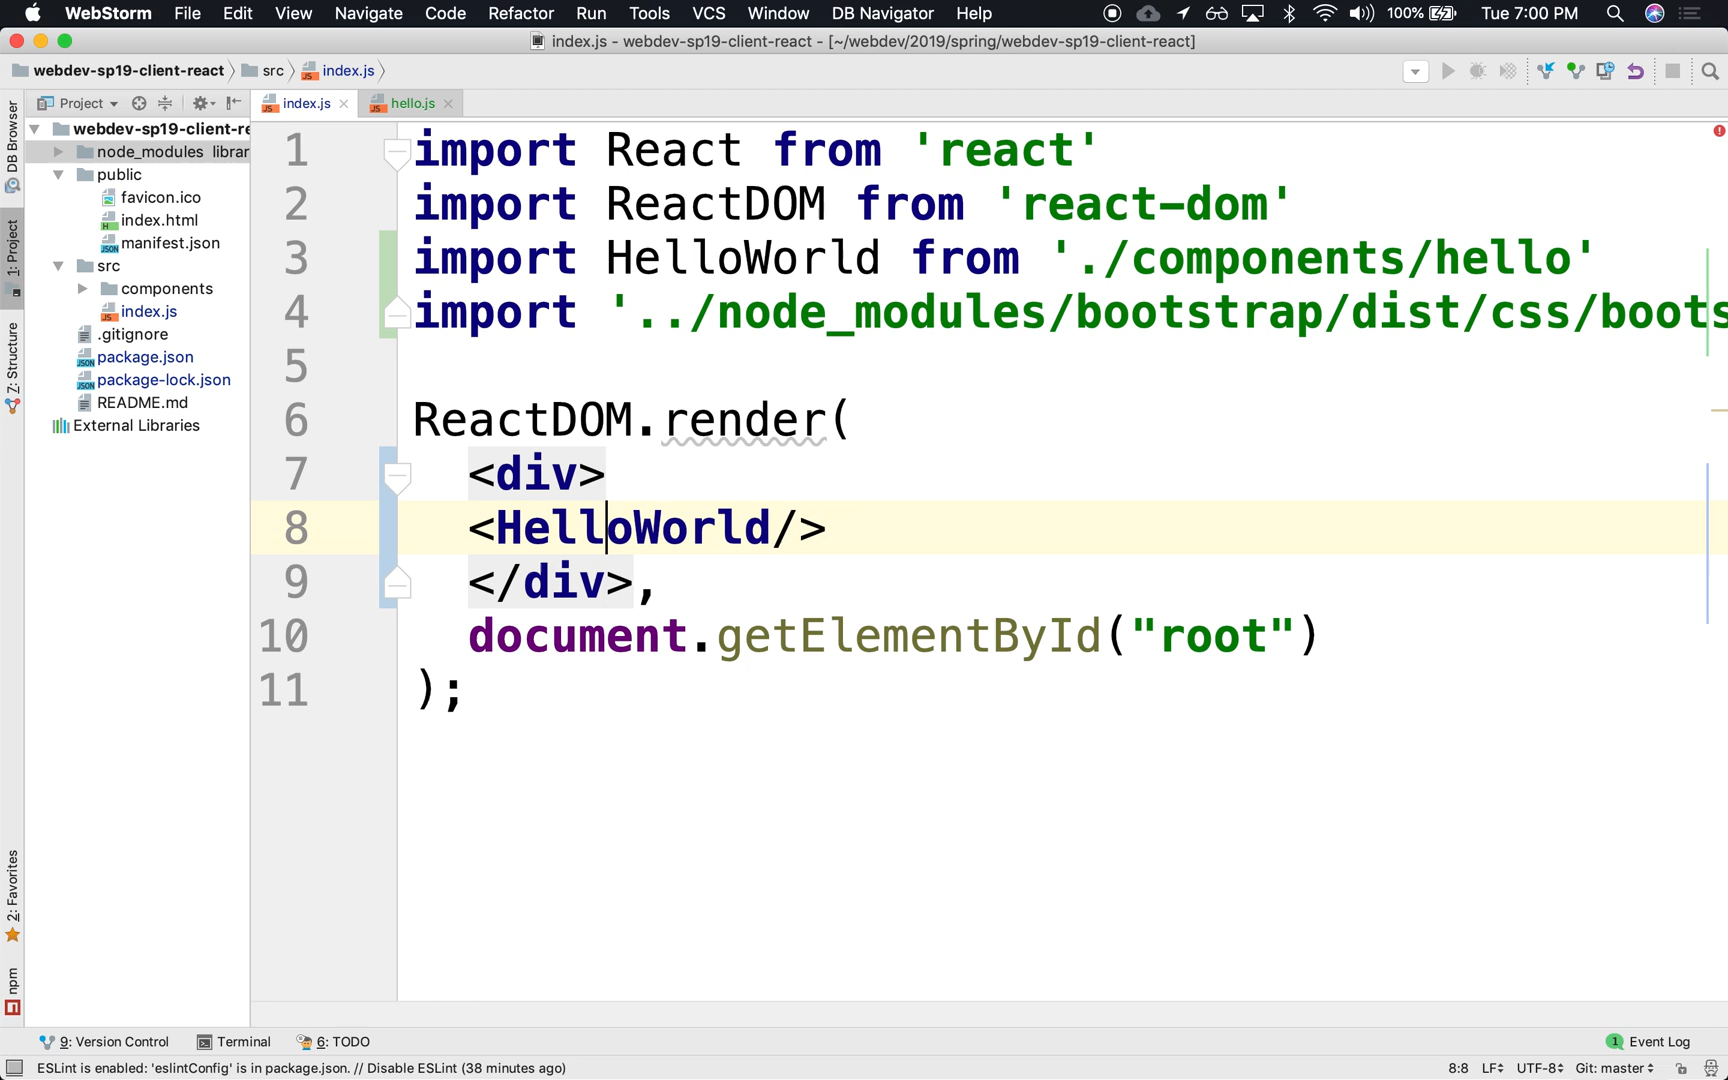 WebStorm File Edit View Navigate Code Refactor Run Tools VCS Window DB Navigator Help 100% Tue 7:00 PM
index.js - webdev-sp19-client-react - [~/webdev/2019/spring/webdev-sp19-client-react]
webdev-sp19-client-react src index.js
Project index.js hello.js
DB Browser
1: Project
7: Structure
2: Favorites
npm
webdev-sp19-client-re
node_modules librar
public
favicon.ico
index.html
manifest.json
src
components
index.js
.gitignore
package.json
package-lock.json
README.md
External Libraries
1 import React from 'react'
2 import ReactDOM from 'react-dom'
3 import HelloWorld from './components/hello'
4 import '../node_modules/bootstrap/dist/css/boots
5
6 ReactDOM.render(
7 <div>
8 <HelloWorld/>
9 </div>,
10 document.getElementById("root")
11 );
9: Version Control Terminal 6: TODO 1 Event Log
ESLint is enabled: 'eslintConfig' is in package.json. // Disable ESLint (38 minutes ago) 8:8 LF UTF-8 Git: master